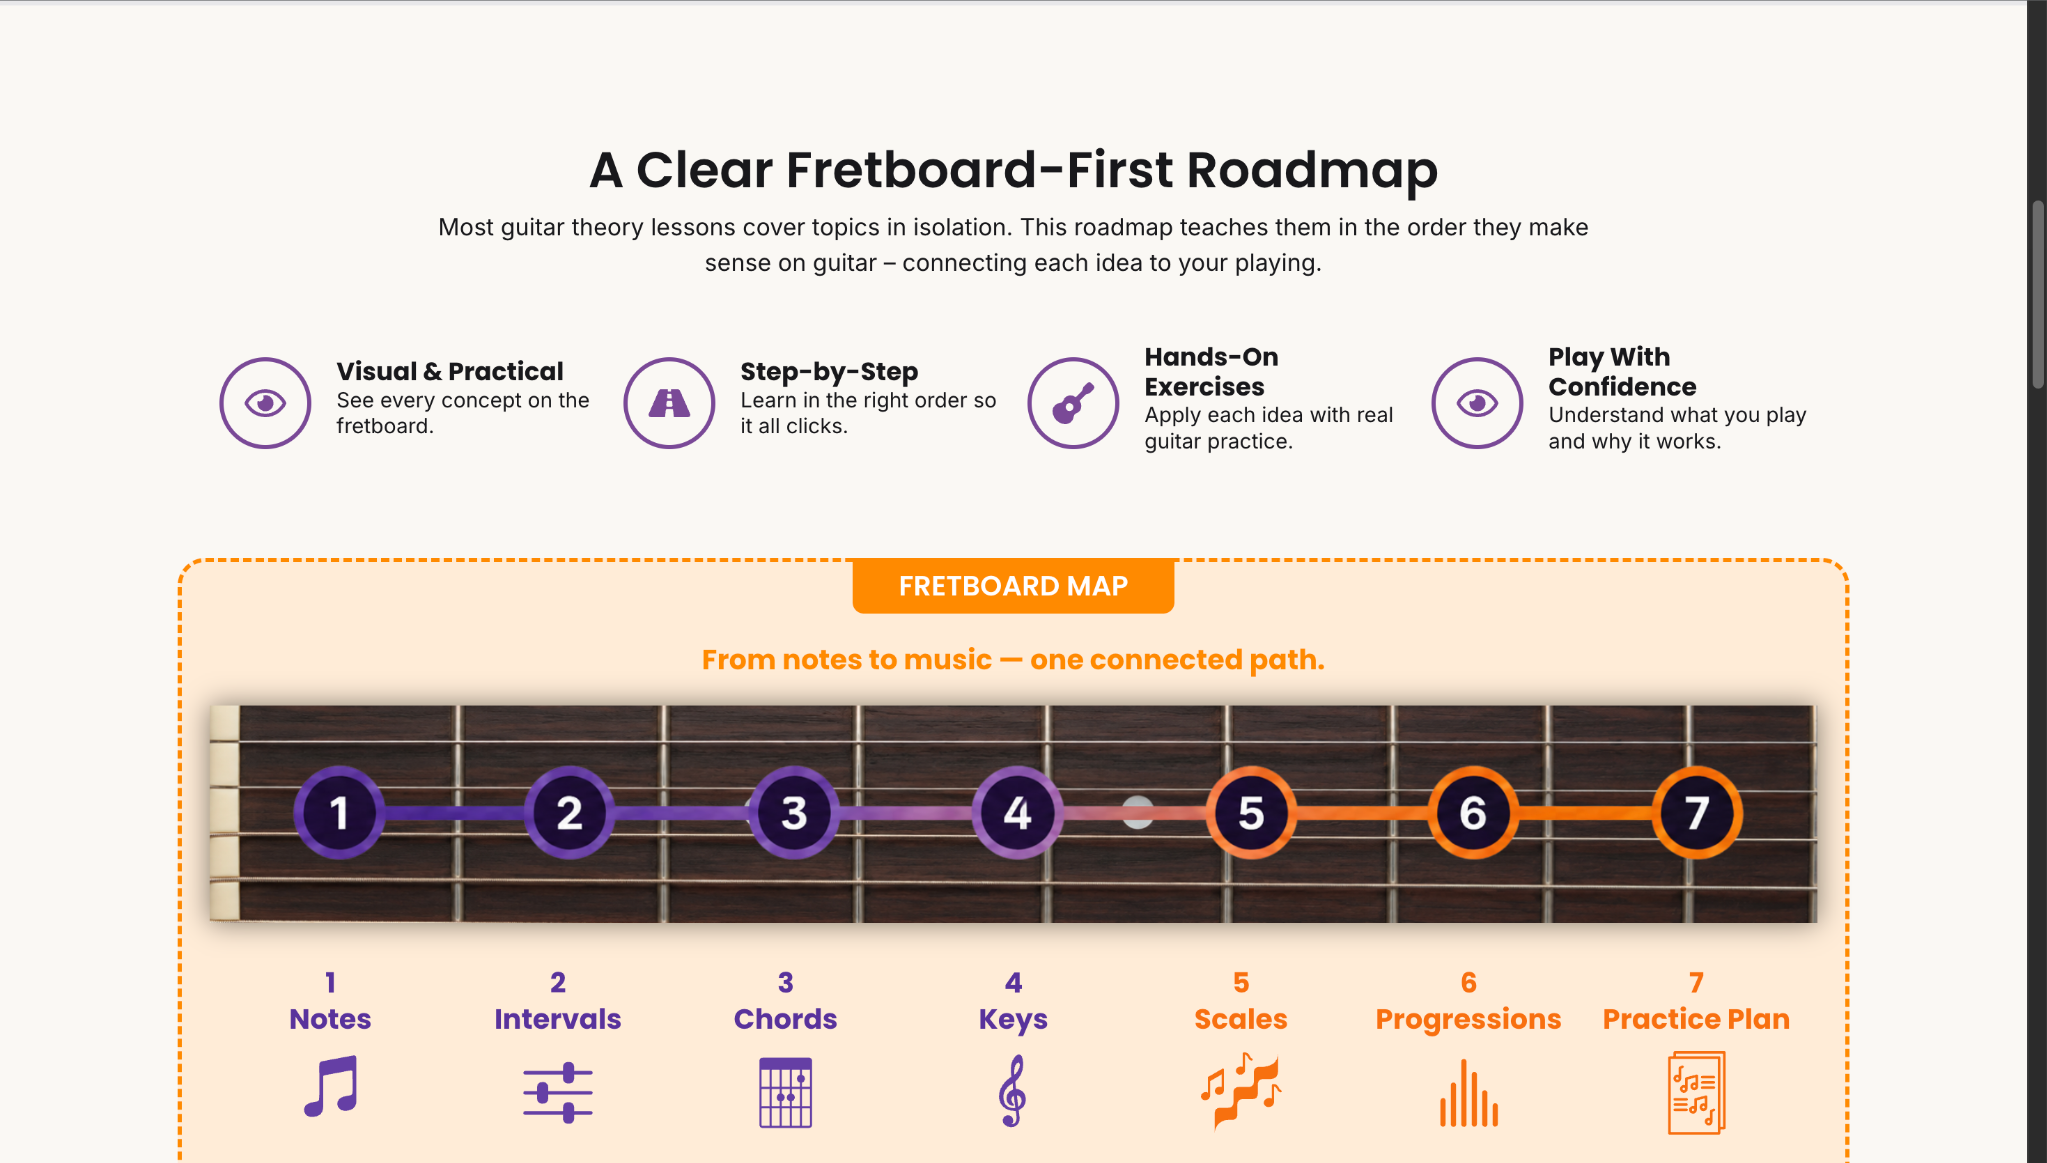 A Clear Fretboard-First Roadmap
Most guitar theory lessons cover topics in isolation. This roadmap teaches them in the order they make
sense on guitar – connecting each idea to your playing.
Visual & Practical
See every concept on the
fretboard.
Step-by-Step
Learn in the right order so
it all clicks.
Hands-On
Exercises
Apply each idea with real
guitar practice.
Play With
Confidence
Understand what you play
and why it works.
FRETBOARD MAP
From notes to music — one connected path.
1 2 3 4 5 6 7
1
Notes
2
Intervals
3
Chords
4
Keys
5
Scales
6
Progressions
7
Practice Plan